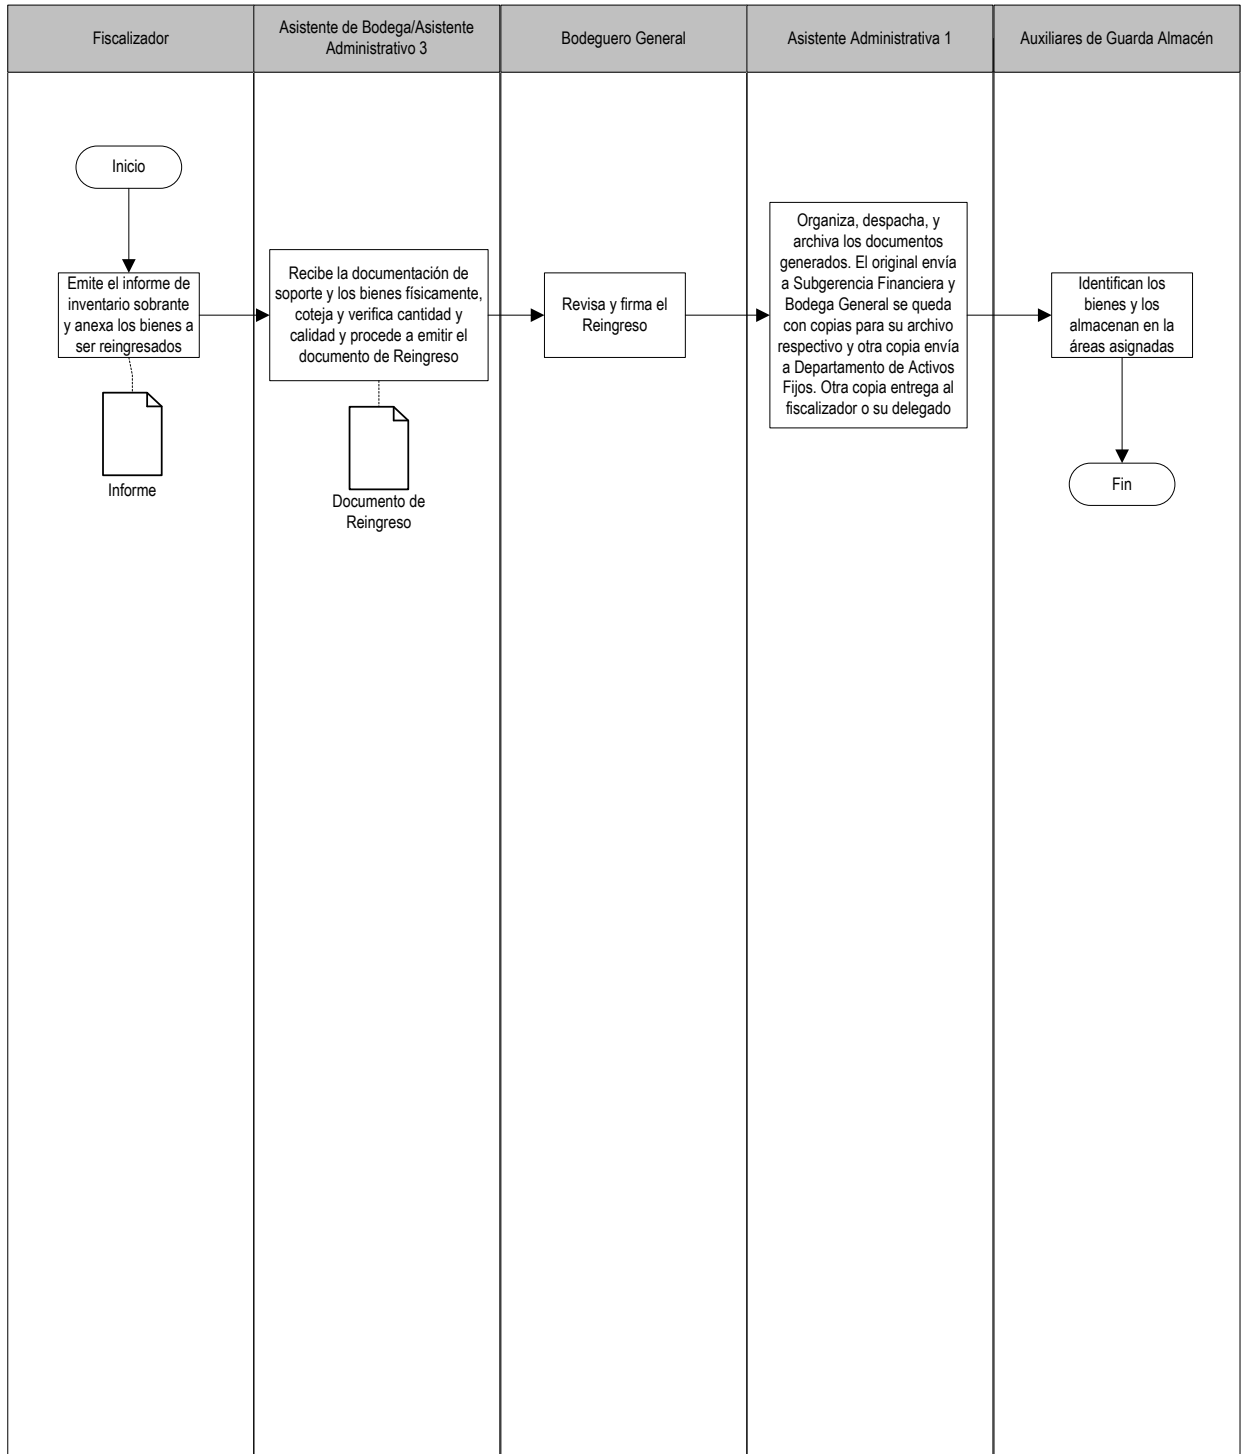 Fiscalizador
Asistente de Bodega/Asistente
Administrativo 3
Bodeguero General
Asistente Administrativa 1
Auxiliares de Guarda Almacén
Inicio
Emite el informe de
inventario sobrante
y anexa los bienes a
ser reingresados
Informe
Recibe la documentación de
soporte y los bienes físicamente,
coteja y verifica cantidad y
calidad y procede a emitir el
documento de Reingreso
Documento de
Reingreso
Revisa y firma el
Reingreso
Organiza, despacha, y
archiva los documentos
generados. El original envía
a Subgerencia Financiera y
Bodega General se queda
con copias para su archivo
respectivo y otra copia envía
a Departamento de Activos
Fijos. Otra copia entrega al
fiscalizador o su delegado
Identifican los
bienes y los
almacenan en la
áreas asignadas
Fin